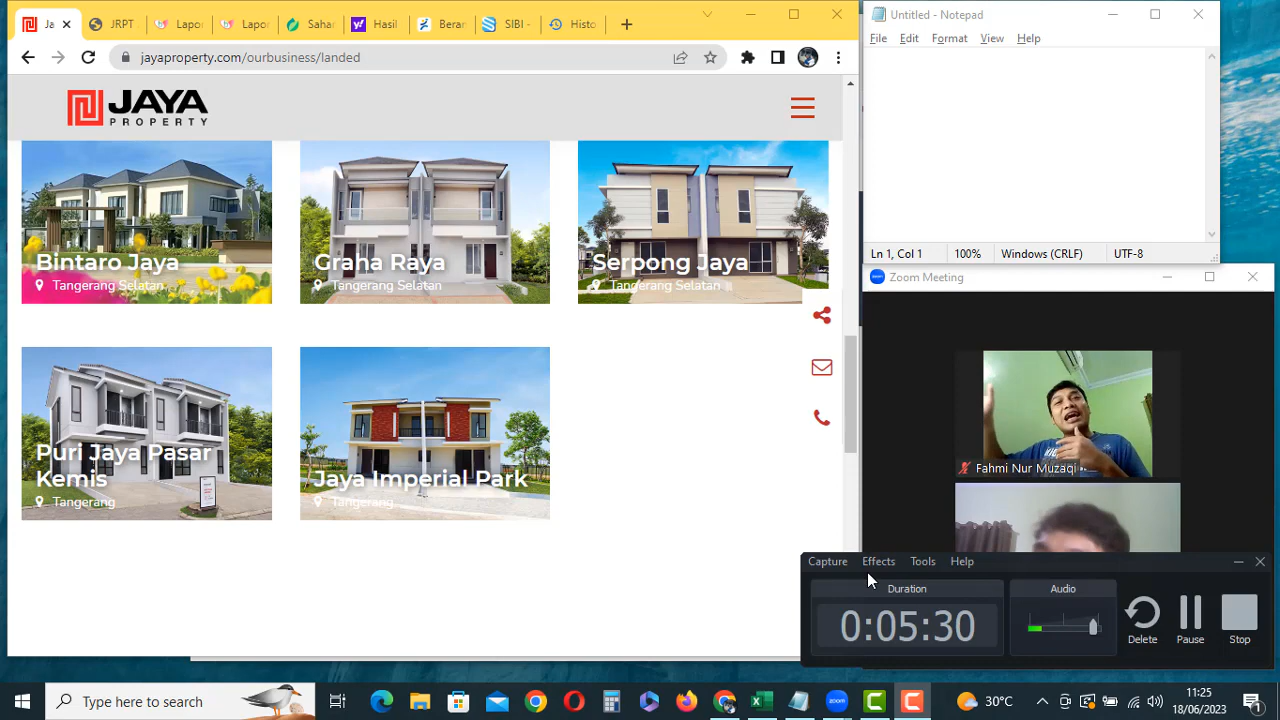 Ja
JRPT
Lapor
Lapor
Sahar
Hasil
Beran
SIBI -
Histo
jayaproperty.com/ourbusiness/landed
JAYA
PROPERTY
Bintaro Jaya
Tangerang Selatan
Graha Raya
Tangerang Selatan
Serpong Jaya
Tangerang Selatan
Puri Jaya Pasar
Kemis
Tangerang
Jaya Imperial Park
Tangerang
Untitled - Notepad
File Edit Format View Help
Ln 1, Col 1 100% Windows (CRLF) UTF-8
zoom Zoom Meeting
Fahmi Nur Muzaqi
Capture Effects Tools Help
Duration
0:05:30
Audio
Delete
Pause
Stop
Type here to search
zoom
30°C
11:25
18/06/2023
1